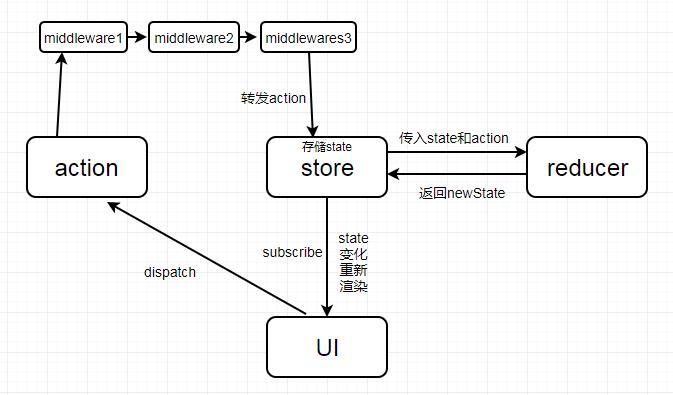 middleware1
middleware2
middlewares3
转发action
action
存储state
store
传入state和action
返回newState
reducer
subscribe
state
变化
重新
渲染
dispatch
UI